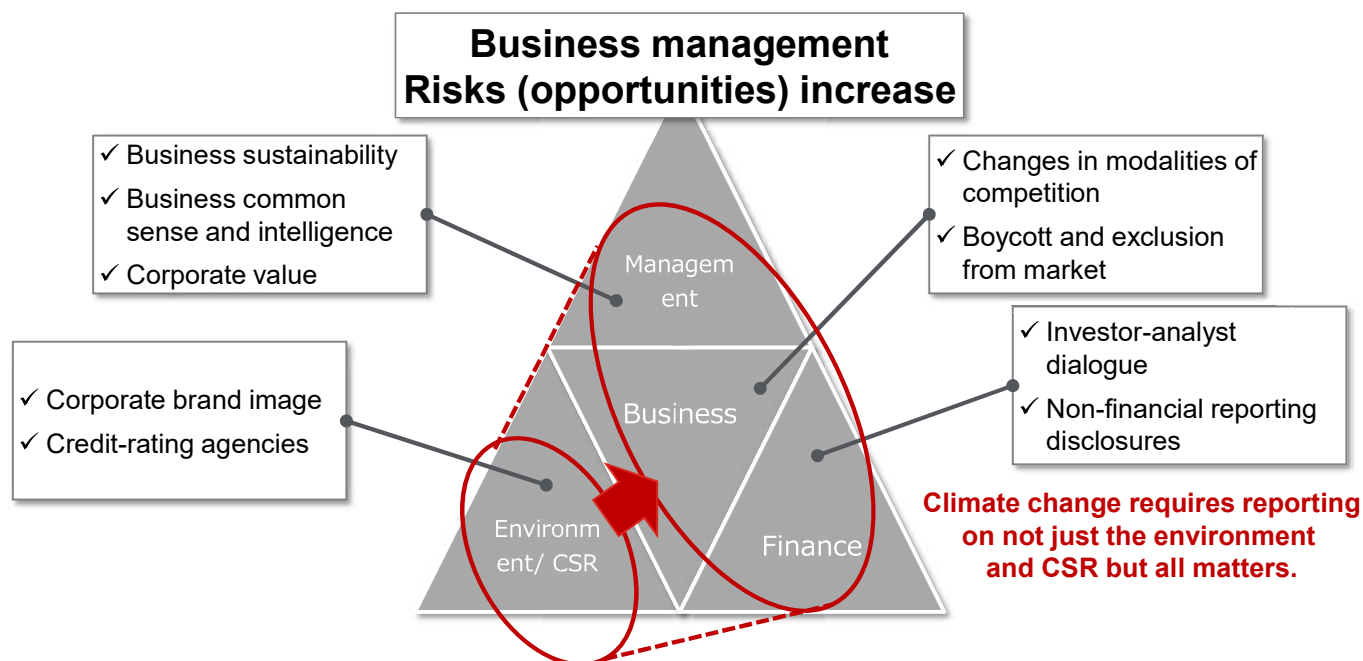 Business management
Risks (opportunities) increase
✓ Business sustainability
✓ Business common
sense and intelligence
✓ Corporate value
✓ Changes in modalities of
competition
✓ Boycott and exclusion
from market
Managem
ent
✓ Investor-analyst
dialogue
✓ Non-financial reporting
disclosures
✓ Corporate brand image
✓ Credit-rating agencies
Business
Environm
ent/ CSR
Finance
Climate change requires reporting
on not just the environment
and CSR but all matters.